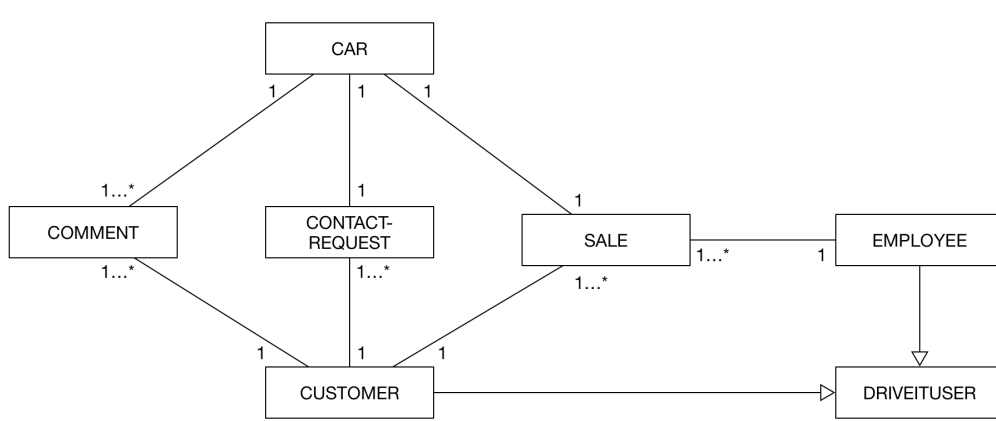 CAR
1
1
1
1...*
1
1
COMMENT
CONTACT-
REQUEST
SALE
EMPLOYEE
1...*
1...*
1...*
1...*
1
1
1
1
CUSTOMER
DRIVEITUSER